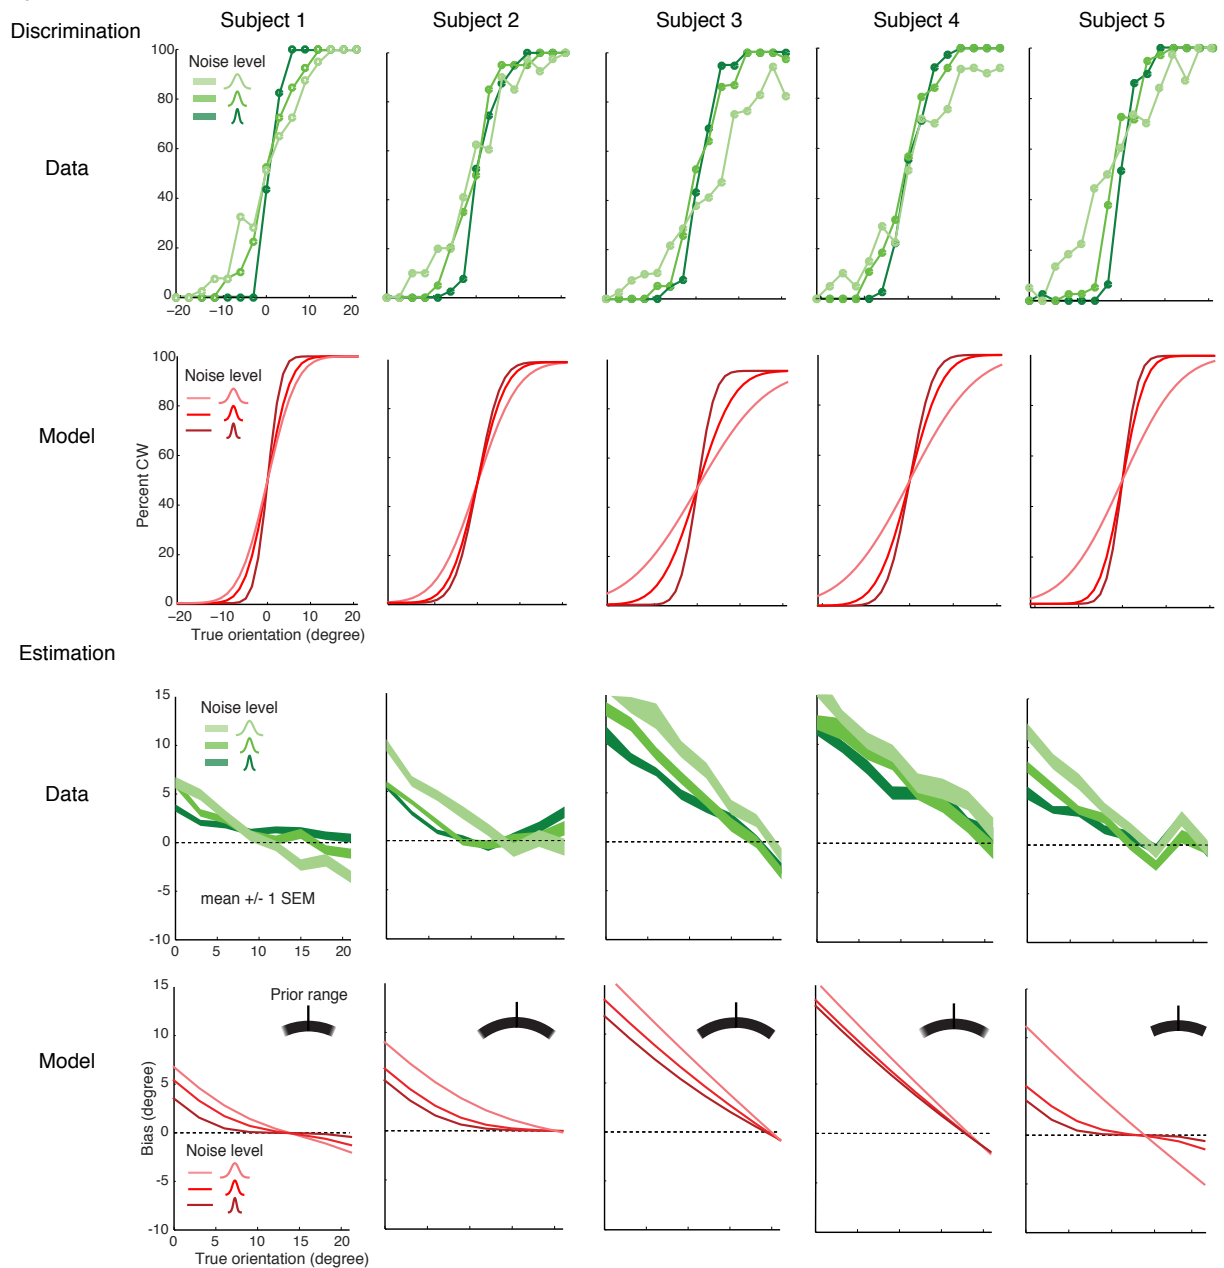 Subject 1
Subject 2
Subject 3
Subject 4
Subject 5
Discrimination
Data
Noise level
100
80
60
40
20
0
−20
−10
0
10
20
Model
Percent CW
Noise level
100
80
60
40
20
0
−20
−10
0
10
20
True orientation (degree)
Estimation
Data
Noise level
15
10
5
0
-5
-10
mean +/- 1 SEM
0
5
10
15
20
Model
Bias (degree)
15
10
5
0
-5
-10
Prior range
Noise level
0
5
10
15
20
True orientation (degree)